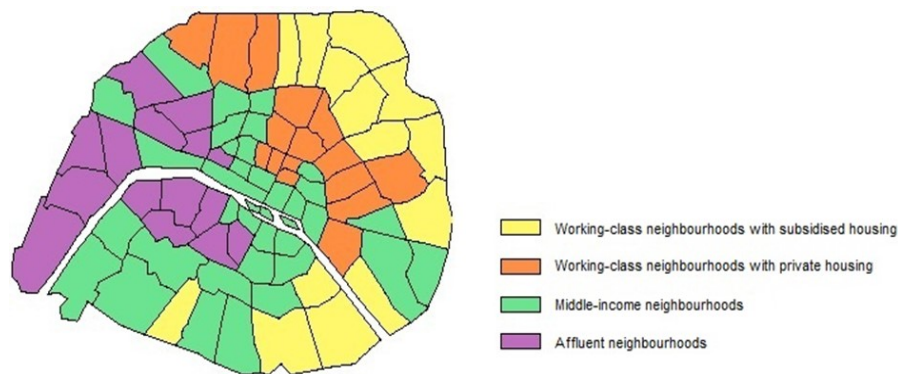 Working-class neighbourhoods with subsidised housing
Working-class neighbourhoods with private housing
Middle-income neighbourhoods
Affluent neighbourhoods